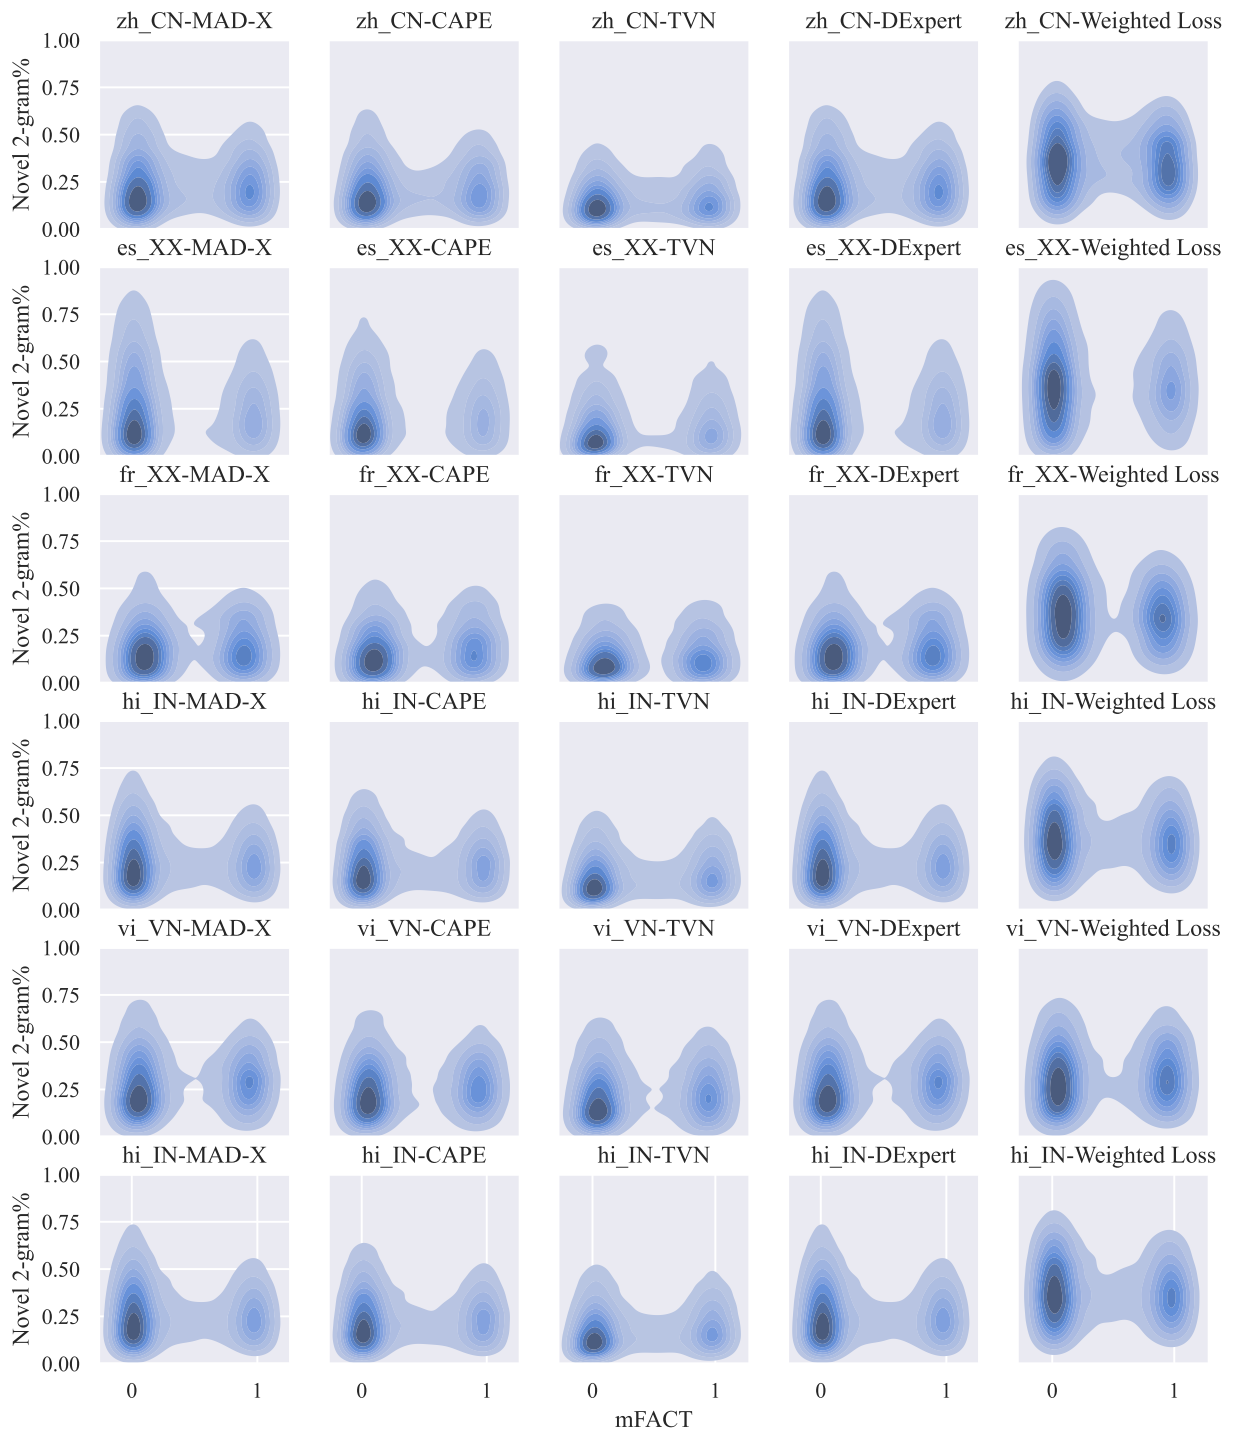 zh_CN-MAD-X zh_CN-CAPE zh_CN-TVN zh_CN-DExpert zh_CN-Weighted Loss
1.00
0.75
0.50
0.25
0.00
Novel 2-gram%
es_XX-MAD-X es_XX-CAPE es_XX-TVN es_XX-DExpert es_XX-Weighted Loss
1.00
0.75
0.50
0.25
0.00
Novel 2-gram%
fr_XX-MAD-X fr_XX-CAPE fr_XX-TVN fr_XX-DExpert fr_XX-Weighted Loss
1.00
0.75
0.50
0.25
0.00
Novel 2-gram%
hi_IN-MAD-X hi_IN-CAPE hi_IN-TVN hi_IN-DExpert hi_IN-Weighted Loss
1.00
0.75
0.50
0.25
0.00
Novel 2-gram%
vi_VN-MAD-X vi_VN-CAPE vi_VN-TVN vi_VN-DExpert vi_VN-Weighted Loss
1.00
0.75
0.50
0.25
0.00
Novel 2-gram%
hi_IN-MAD-X hi_IN-CAPE hi_IN-TVN hi_IN-DExpert hi_IN-Weighted Loss
1.00
0.75
0.50
0.25
0.00
Novel 2-gram%
0 1 0 1 0 1 0 1 0 1
mFACT